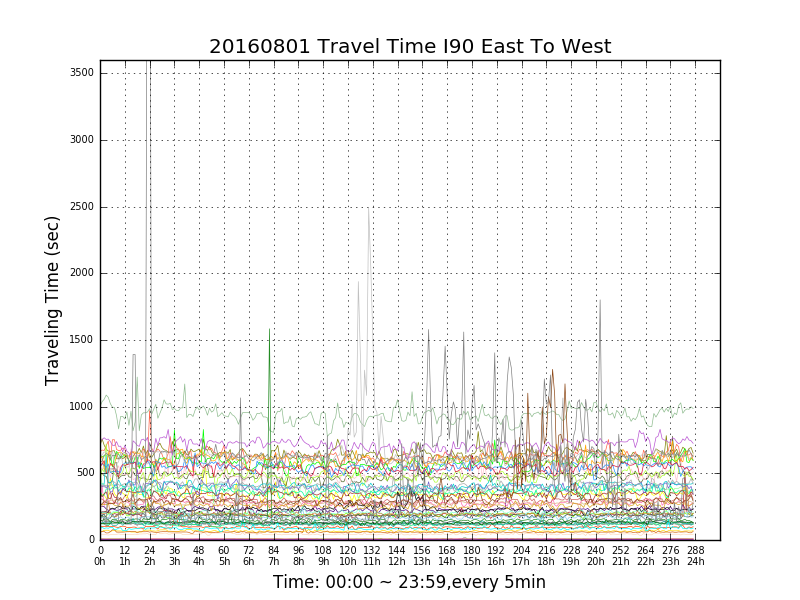 20160801 Travel Time I90 East To West
Traveling Time (sec)
3500
3000
2500
2000
1500
1000
500
0
0 12 24 36 48 60 72 84 96 108 120 132 144 156 168 180 192 204 216 228 240 252 264 276 288
0h 1h 2h 3h 4h 5h 6h 7h 8h 9h 10h 11h 12h 13h 14h 15h 16h 17h 18h 19h 20h 21h 22h 23h 24h
Time: 00:00 ~ 23:59,every 5min